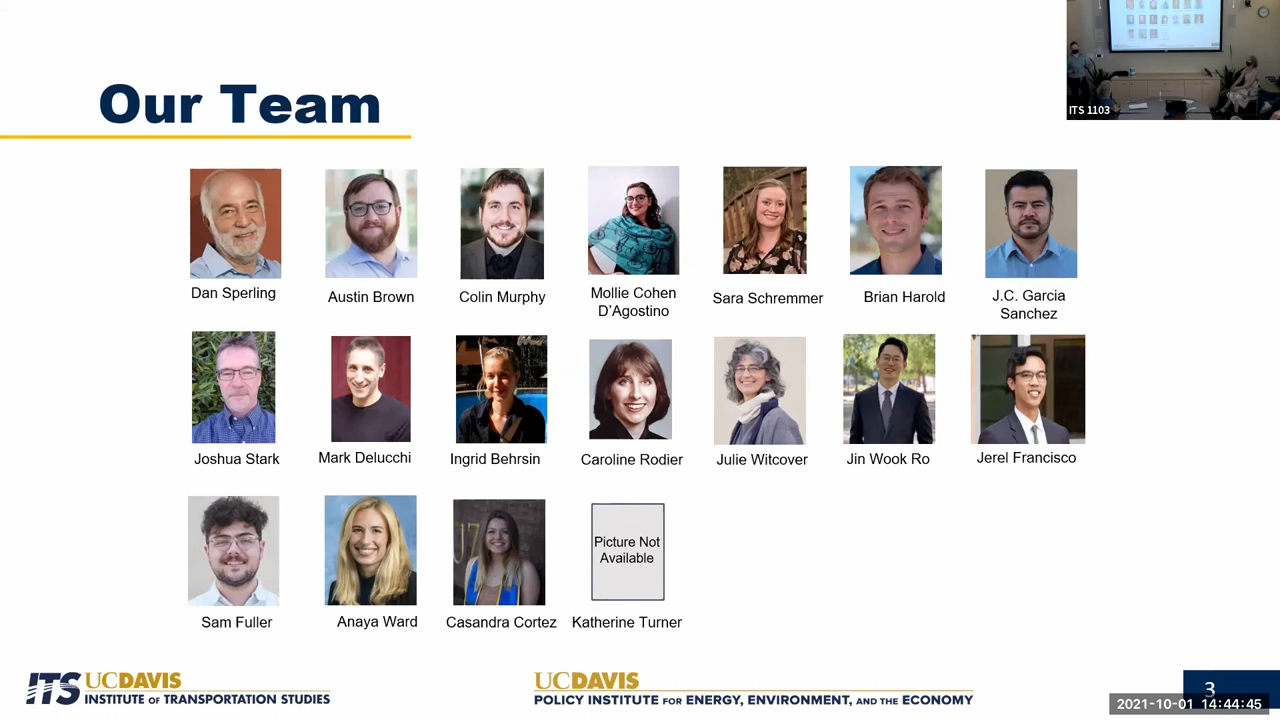 Our Team
ITS 1103
Dan Sperling
Austin Brown
Colin Murphy
Mollie Cohen
D'Agostino
Sara Schremmer
Brian Harold
J.C. Garcia
Sanchez
Joshua Stark
Mark Delucchi
Ingrid Behrsin
Caroline Rodier
Julie Witcover
Jin Wook Ro
Jerel Francisco
Picture Not
Available
Sam Fuller
Anaya Ward
Casandra Cortez
Katherine Turner
ITS UCDAVIS
INSTITUTE OF TRANSPORTATION STUDIES
UCDAVIS
POLICY INSTITUTE FOR ENERGY, ENVIRONMENT, AND THE ECONOMY
3
2021-10-01 14:44:45